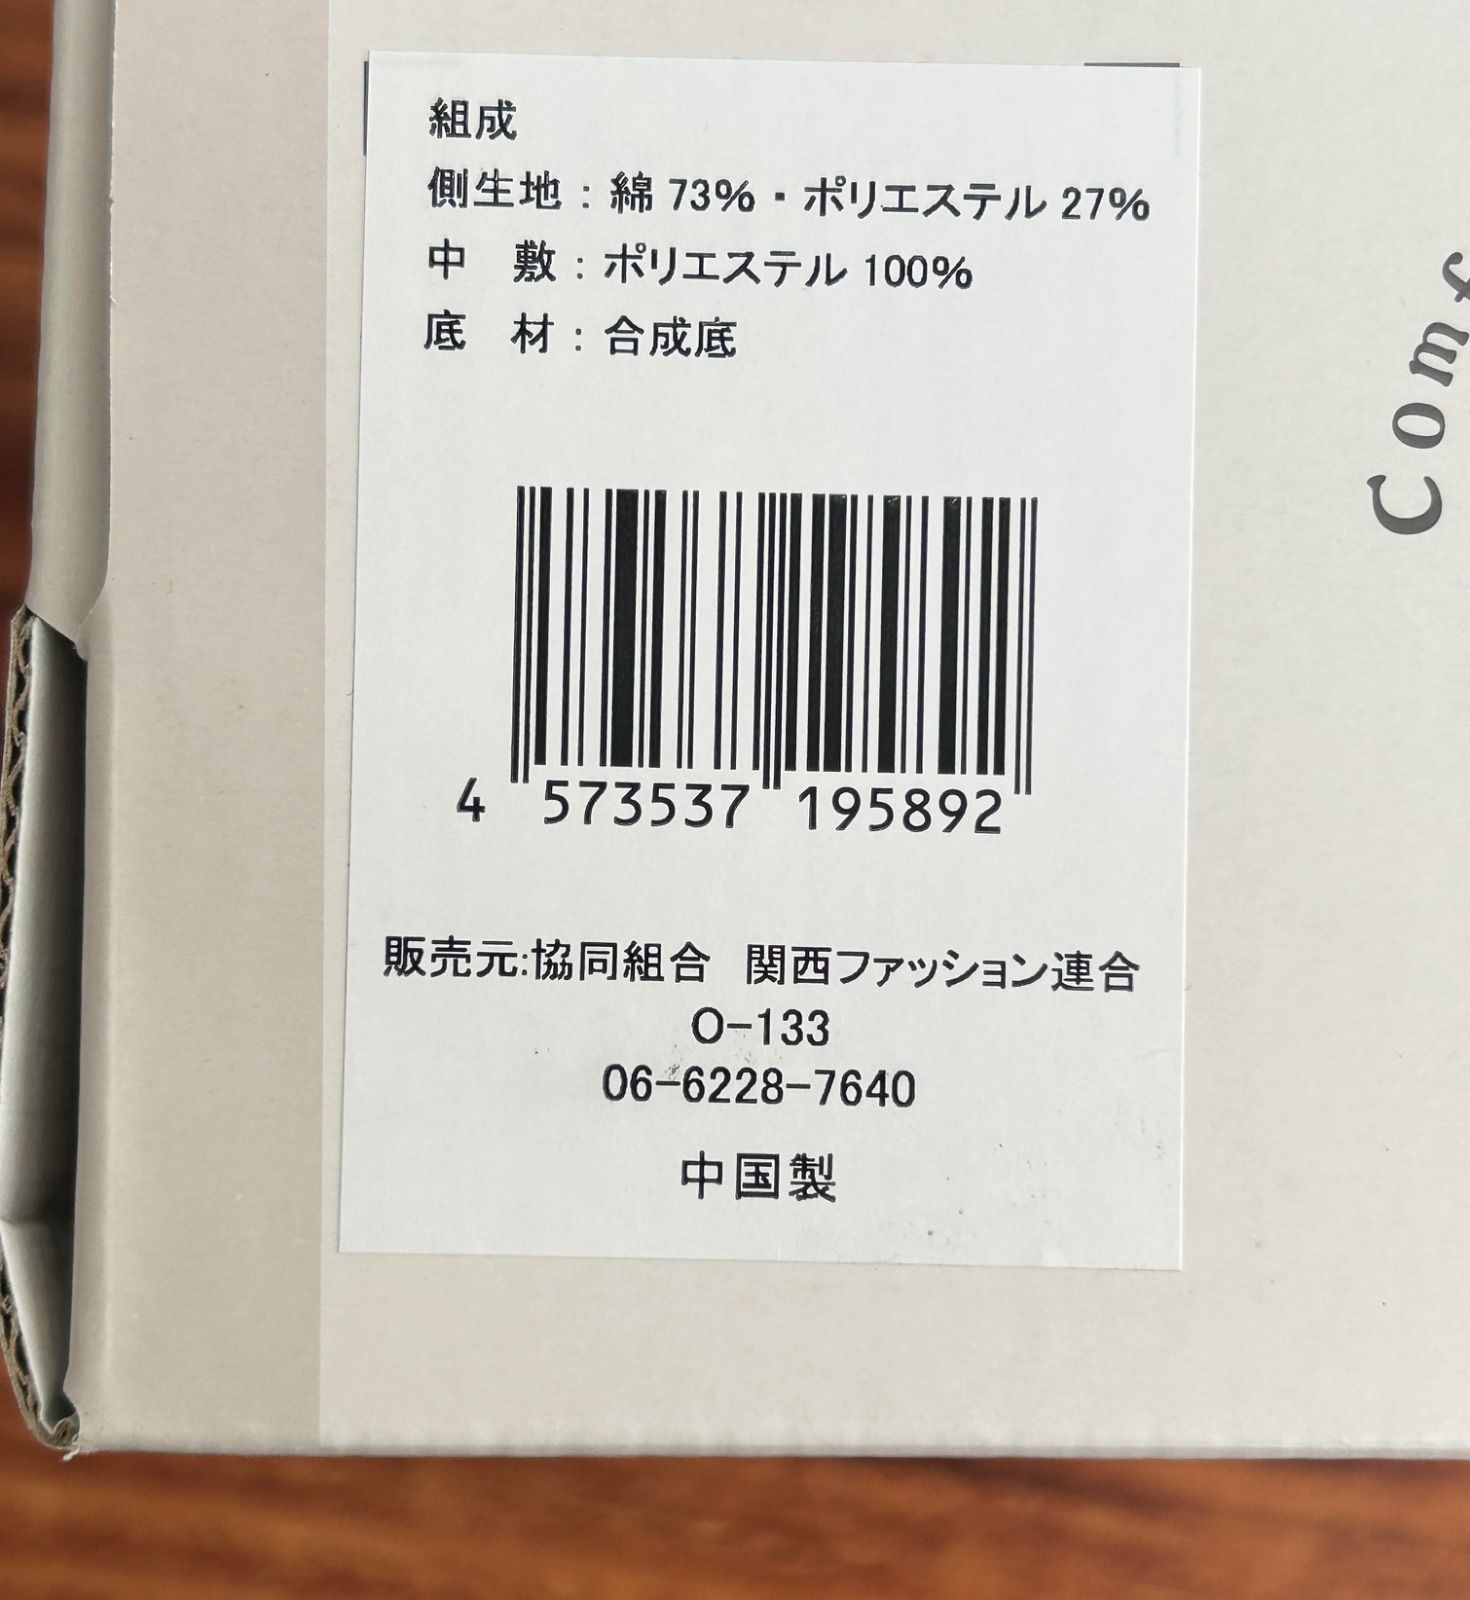 組成
側生地：綿 73%・ポリエステル 27%
中　敷：ポリエステル 100%
底　材：合成底
4 573537 195892
販売元:協同組合　関西ファッション連合
O-133
06-6228-7640
中国製
Comf